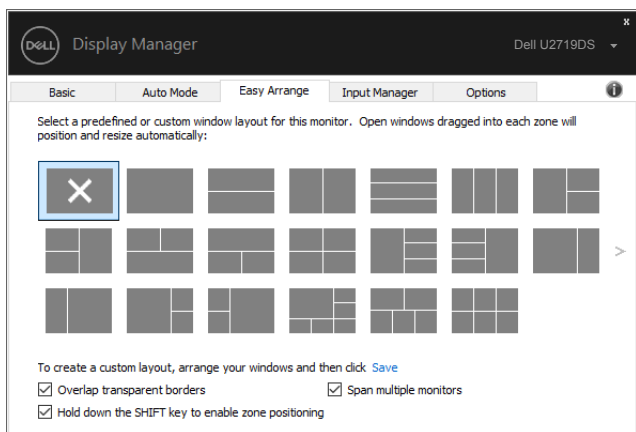 x
DELL Display Manager Dell U2719DS
Basic Auto Mode Easy Arrange Input Manager Options i
Select a predefined or custom window layout for this monitor. Open windows dragged into each zone will
position and resize automatically:
>
To create a custom layout, arrange your windows and then click Save
Overlap transparent borders Span multiple monitors
Hold down the SHIFT key to enable zone positioning